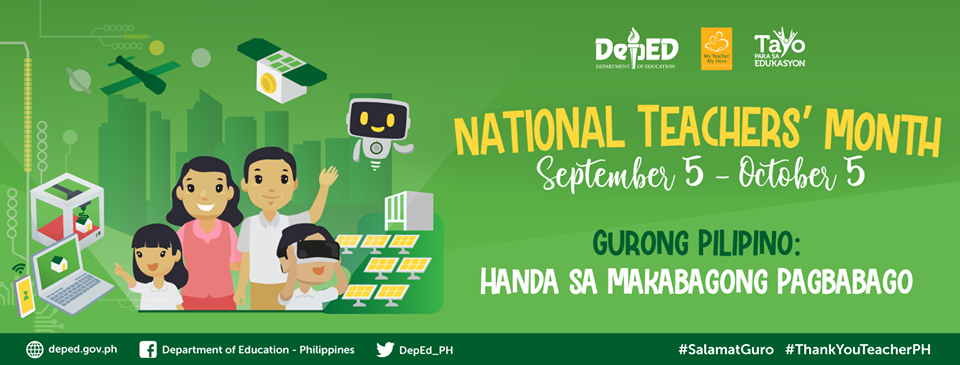 DepED
DEPARTMENT OF EDUCATION
My Teacher,
My Hero
Tayo
PARA SA
EDUKASYON
NATIONAL TEACHERS' MONTH
September 5 - October 5
GURONG PILIPINO:
HANDA SA MAKABAGONG PAGBABAGO
deped.gov.ph
Department of Education - Philippines
DepEd_PH
#SalamatGuro #ThankYouTeacherPH